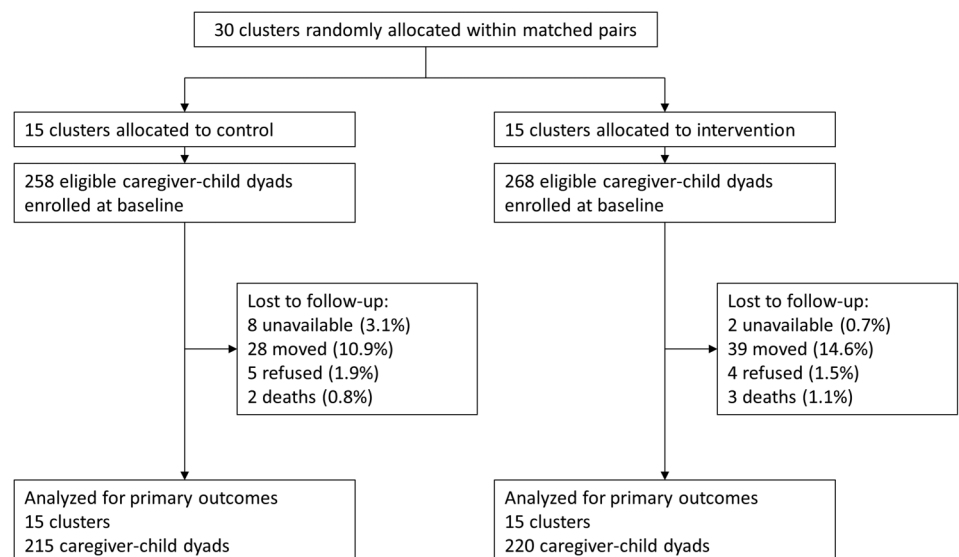 30 clusters randomly allocated within matched pairs
15 clusters allocated to control
15 clusters allocated to intervention
258 eligible caregiver-child dyads
enrolled at baseline
268 eligible caregiver-child dyads
enrolled at baseline
Lost to follow-up:
8 unavailable (3.1%)
28 moved (10.9%)
5 refused (1.9%)
2 deaths (0.8%)
Lost to follow-up:
2 unavailable (0.7%)
39 moved (14.6%)
4 refused (1.5%)
3 deaths (1.1%)
Analyzed for primary outcomes
15 clusters
215 caregiver-child dyads
Analyzed for primary outcomes
15 clusters
220 caregiver-child dyads